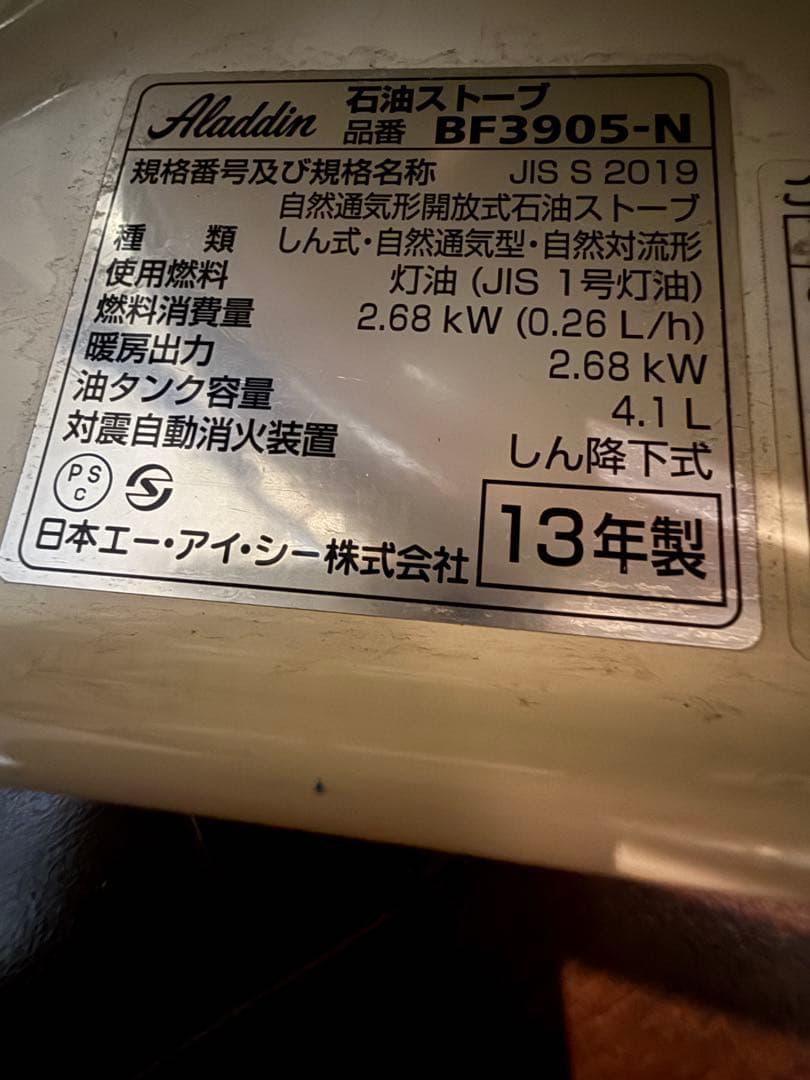 Aladdin 石油ストーブ
品番 BF3905-N
規格番号及び規格名称 JIS S 2019
自然通気形開放式石油ストーブ
種類 しん式・自然通気型・自然対流形
使用燃料 灯油 (JIS 1号灯油)
燃料消費量 2.68 kW (0.26 L/h)
暖房出力 2.68 kW
油タンク容量 4.1 L
対震自動消火装置 しん降下式
PS
C
日本エー・アイ・シー株式会社 13年製